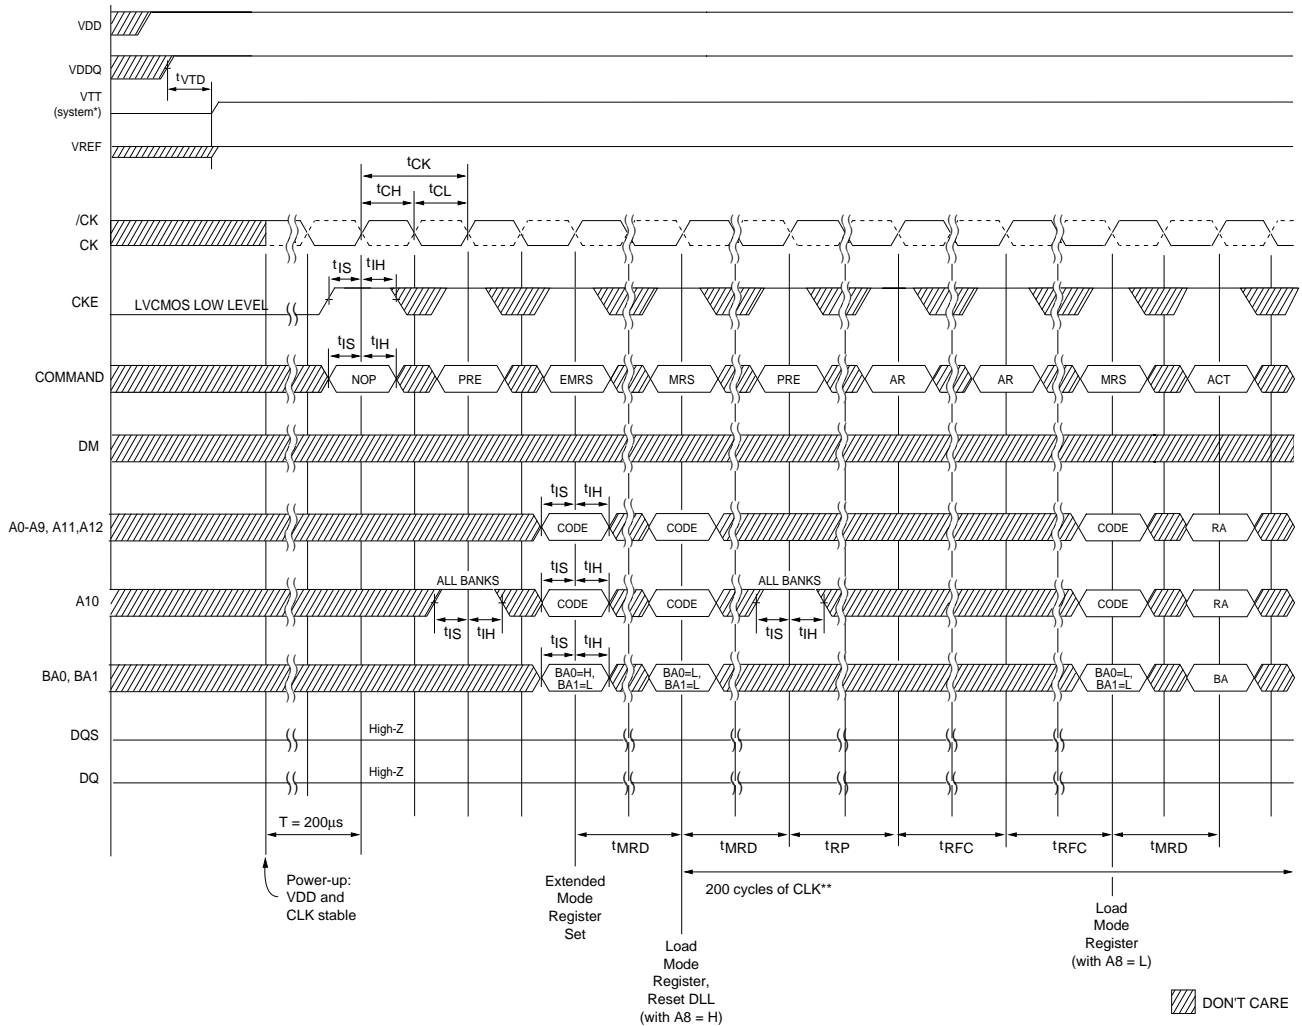 VDD
VDDQ
tVTD
VTT
(system*)
VREF
tCK
tCH
tCL
/CK
CK
tIS
tIH
CKE
LVCMOS LOW LEVEL
tIS
tIH
COMMAND
NOP
PRE
EMRS
MRS
PRE
AR
AR
MRS
ACT
DM
tIS
tIH
A0-A9, A11,A12
CODE
CODE
CODE
RA
tIS
tIH
ALL BANKS
ALL BANKS
A10
CODE
CODE
CODE
RA
tIS
tIH
tIS
tIH
tIS
tIH
BA0, BA1
BA0=H,
BA1=L
BA0=L,
BA1=L
BA0=L,
BA1=L
BA
DQS
High-Z
DQ
High-Z
T = 200µs
tMRD
tMRD
tRP
tRFC
tRFC
tMRD
Power-up:
VDD and
CLK stable
Extended
Mode
Register
Set
200 cycles of CLK**
Load
Mode
Register,
Reset DLL
(with A8 = H)
Load
Mode
Register
(with A8 = L)
DON'T CARE